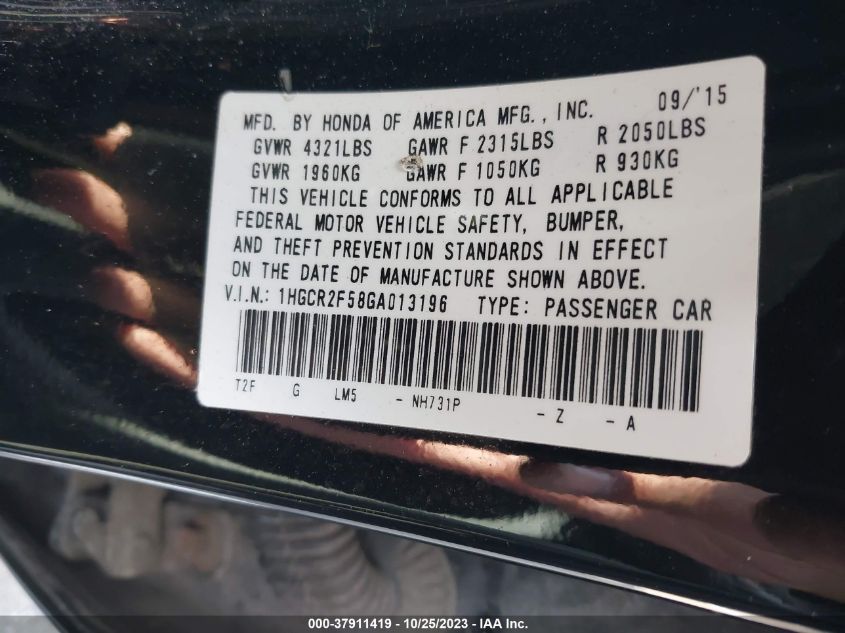 09/'15
MFD. BY HONDA OF AMERICA MFG., INC.
GVWR 4321LBS GAWR F 2315LBS R 2050LBS
GVWR 1960KG GAWR F 1050KG R 930KG
THIS VEHICLE CONFORMS TO ALL APPLICABLE
FEDERAL MOTOR VEHICLE SAFETY, BUMPER,
AND THEFT PREVENTION STANDARDS IN EFFECT
ON THE DATE OF MANUFACTURE SHOWN ABOVE.
V.I.N.: 1HGCR2F58GA013196 TYPE: PASSENGER CAR
T2F G LM5 - NH731P - Z - A
000-37911419 - 10/25/2023 - IAA Inc.